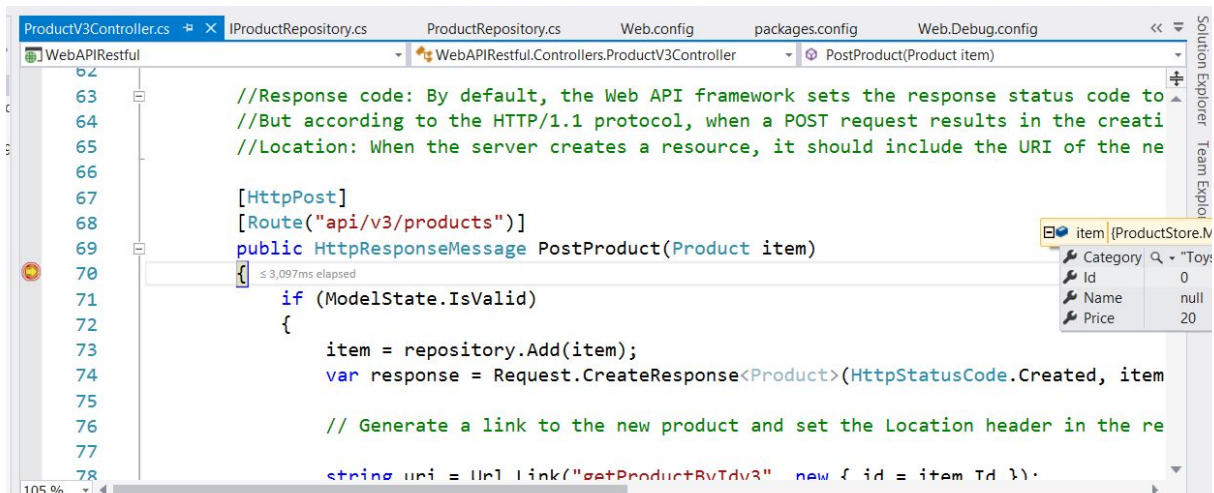 ProductV3Controller.cs IProductRepository.cs ProductRepository.cs Web.config packages.config Web.Debug.config
WebAPIRestful WebAPIRestful.Controllers.ProductV3Controller PostProduct(Product item)
62
63 //Response code: By default, the Web API framework sets the response status code to
64 //But according to the HTTP/1.1 protocol, when a POST request results in the creati
65 //Location: When the server creates a resource, it should include the URI of the ne
66
67 [HttpPost]
68 [Route("api/v3/products")]
69 public HttpResponseMessage PostProduct(Product item)
70 { ≤ 3,097ms elapsed
71 if (ModelState.IsValid)
72 {
73 item = repository.Add(item);
74 var response = Request.CreateResponse<Product>(HttpStatusCode.Created, item
75
76 // Generate a link to the new product and set the Location header in the re
77
78 string uri = Url.Link("getProductByIdv3", new { id = item.Id });
105 %
item {ProductStore.M
Category "Toys
Id 0
Name null
Price 20
Solution Explorer
Team Explo